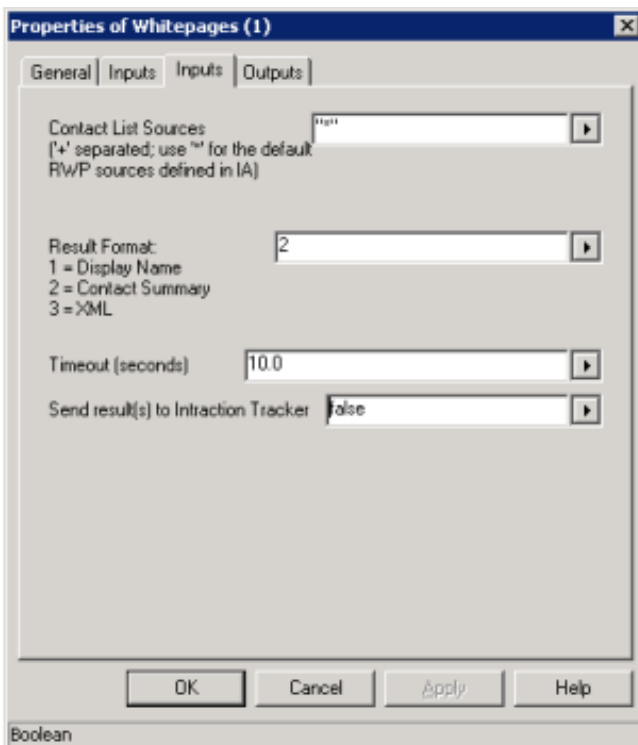 Properties of Whitepages (1)
General Inputs Inputs Outputs
Contact List Sources "*"
('+' separated; use '*' for the default
RWP sources defined in IA)
Result Format: 2
1 = Display Name
2 = Contact Summary
3 = XML
Timeout (seconds) 10.0
Send result(s) to Intraction Tracker false
OK Cancel Apply Help
Boolean